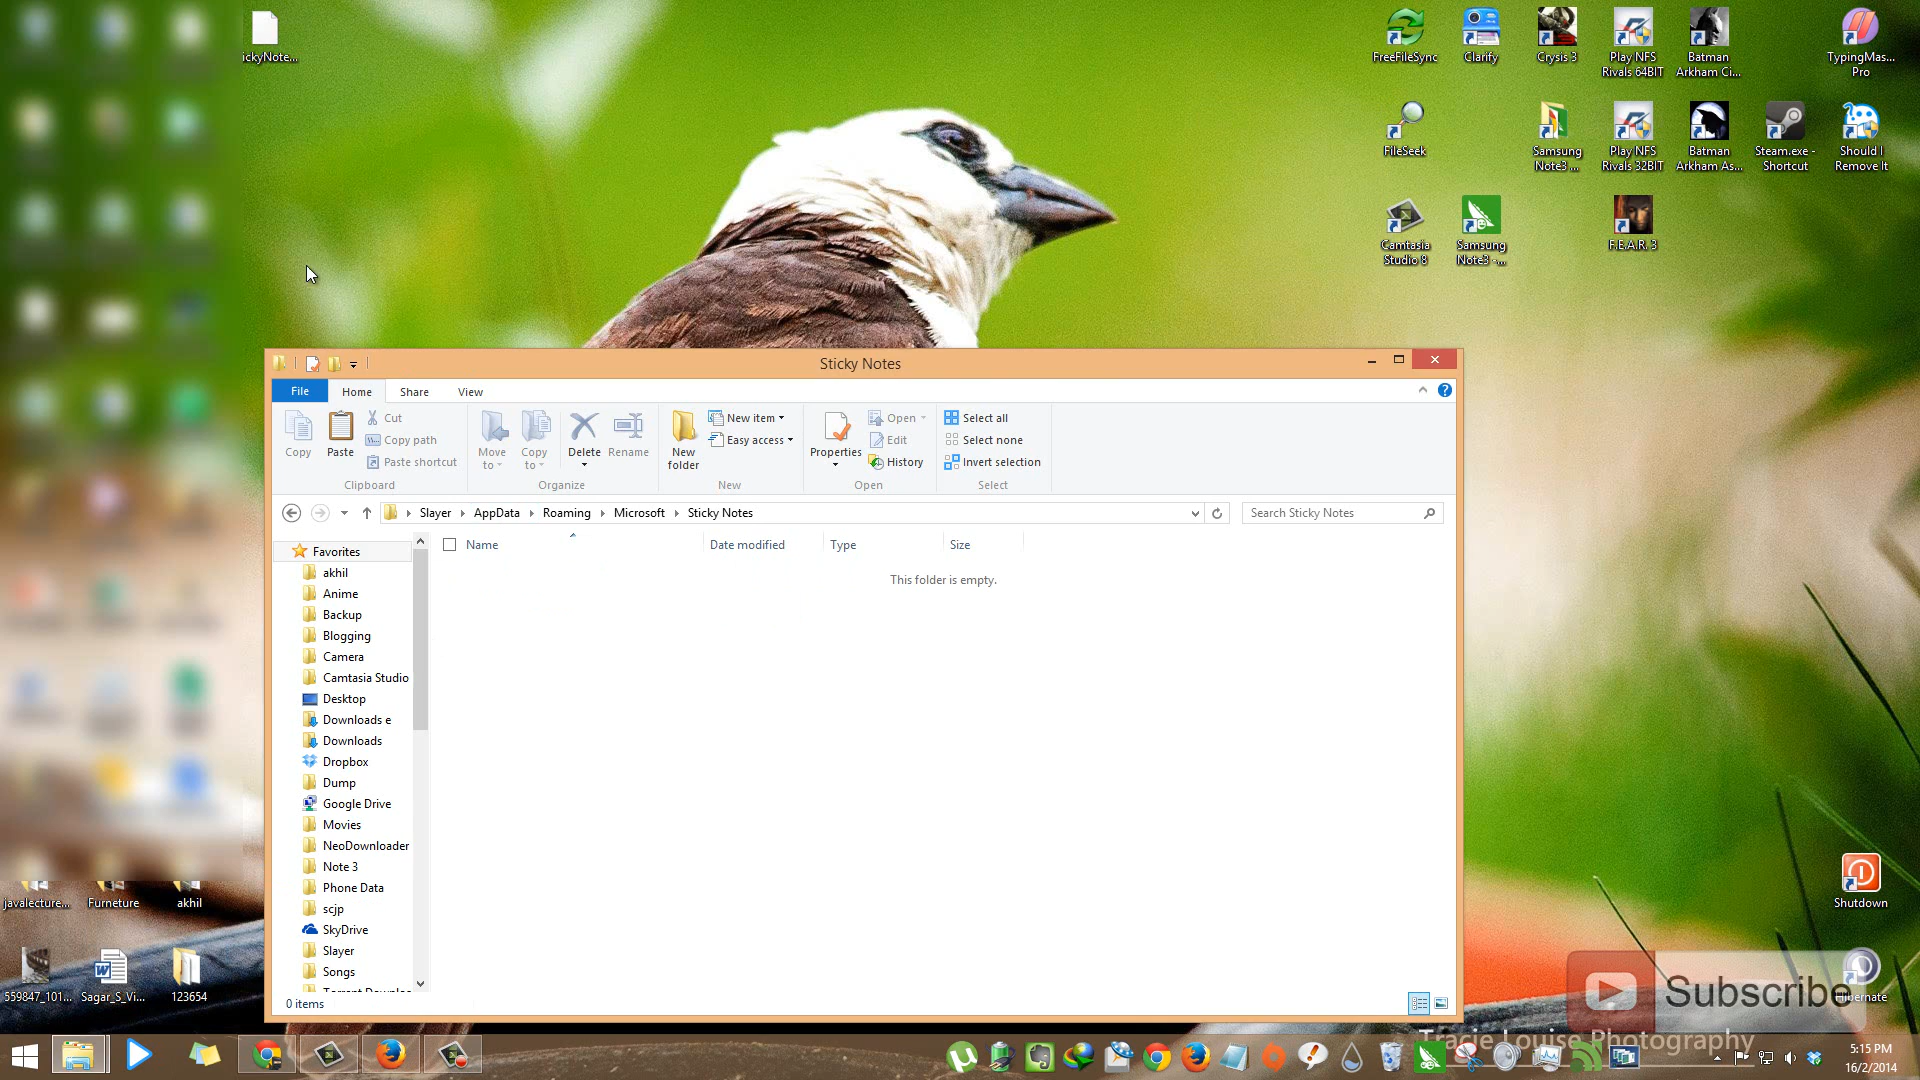 ickyNote...
FreeFileSync
Clarify
Crysis 3
Play NFS
Rivals 64BIT
Batman
Arkham Ci...
TypingMas...
Pro
FileSeek
Samsung
Note3 ...
Play NFS
Rivals 32BIT
Batman
Arkham As...
Steam.exe -
Shortcut
Should I
Remove It
Camtasia
Studio 8
Samsung
Note3 -...
F.E.A.R. 3
Sticky Notes
File
Home
Share
View
Copy
Paste
Cut
Copy path
Paste shortcut
Clipboard
Move
to
Copy
to
Delete
Rename
Organize
New
folder
New item
Easy access
New
Properties
Open
Edit
History
Open
Select all
Select none
Invert selection
Select
Slayer
AppData
Roaming
Microsoft
Sticky Notes
Search Sticky Notes
Name
Date modified
Type
Size
This folder is empty.
Favorites
akhil
Anime
Backup
Blogging
Camera
Camtasia Studio
Desktop
Downloads e
Downloads
Dropbox
Dump
Google Drive
Movies
NeoDownloader
Note 3
Phone Data
scjp
SkyDrive
Slayer
Songs
0 items
javalecture...
Furneture
akhil
559847_101...
Sagar_S_Vi...
123654
Shutdown
Hibernate
Subscribe
Tracie Louise Photography
5:15 PM
16/2/2014